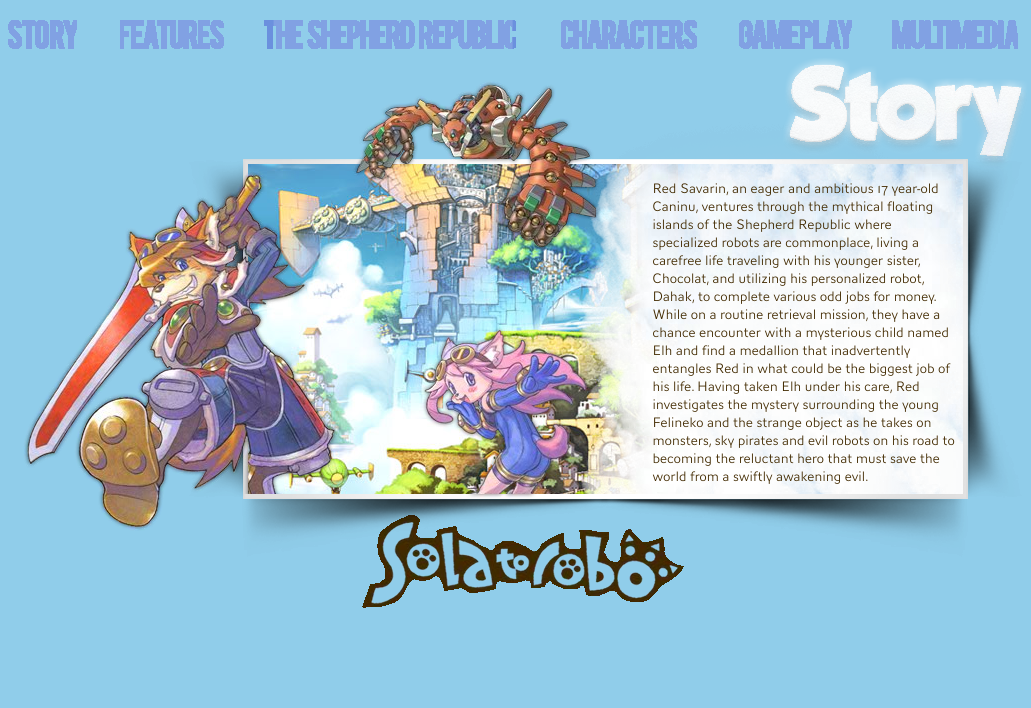 STORY FEATURES THE SHEPHERD REPUBLIC CHARACTERS GAMEPLAY MULTIMEDIA
Story
Red Savarin, an eager and ambitious 17 year-old
Caninu, ventures through the mythical floating
islands of the Shepherd Republic where
specialized robots are commonplace, living a
carefree life traveling with his younger sister,
Chocolat, and utilizing his personalized robot,
Dahak, to complete various odd jobs for money.
While on a routine retrieval mission, they have a
chance encounter with a mysterious child named
Elh and find a medallion that inadvertently
entangles Red in what could be the biggest job of
his life. Having taken Elh under his care, Red
investigates the mystery surrounding the young
Felineko and the strange object as he takes on
monsters, sky pirates and evil robots on his road to
becoming the reluctant hero that must save the
world from a swiftly awakening evil.
Solatorobo